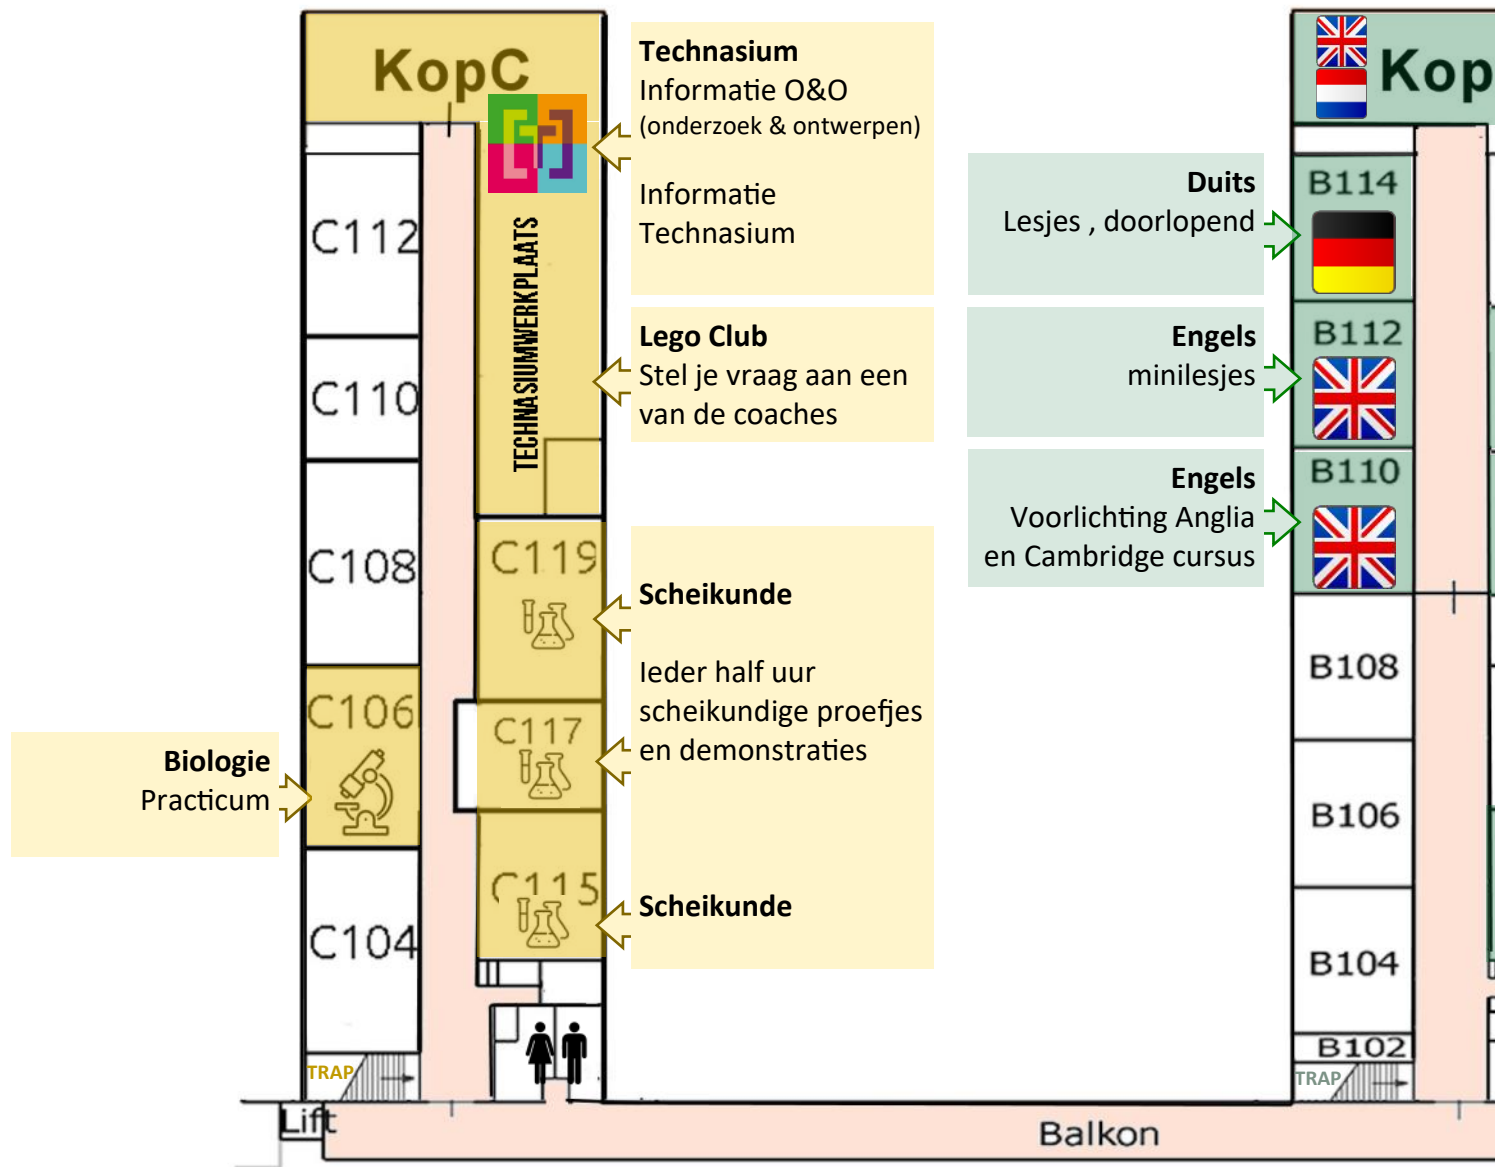 KopC
Technasium
Informatie O&O
(onderzoek & ontwerpen)
Informatie
Technasium
TECHNASIUMWERKPLAATS
Lego Club
Stel je vraag aan een
van de coaches
C112
C110
C108
C106
C104
C119
C117
C115
Scheikunde
Ieder half uur
scheikundige proefjes
en demonstraties
Scheikunde
Biologie
Practicum
TRAP
Lift
Kop
Duits
Lesjes , doorlopend
Engels
minilesjes
Engels
Voorlichting Anglia
en Cambridge cursus
B114
B112
B110
B108
B106
B104
B102
TRAP
Balkon